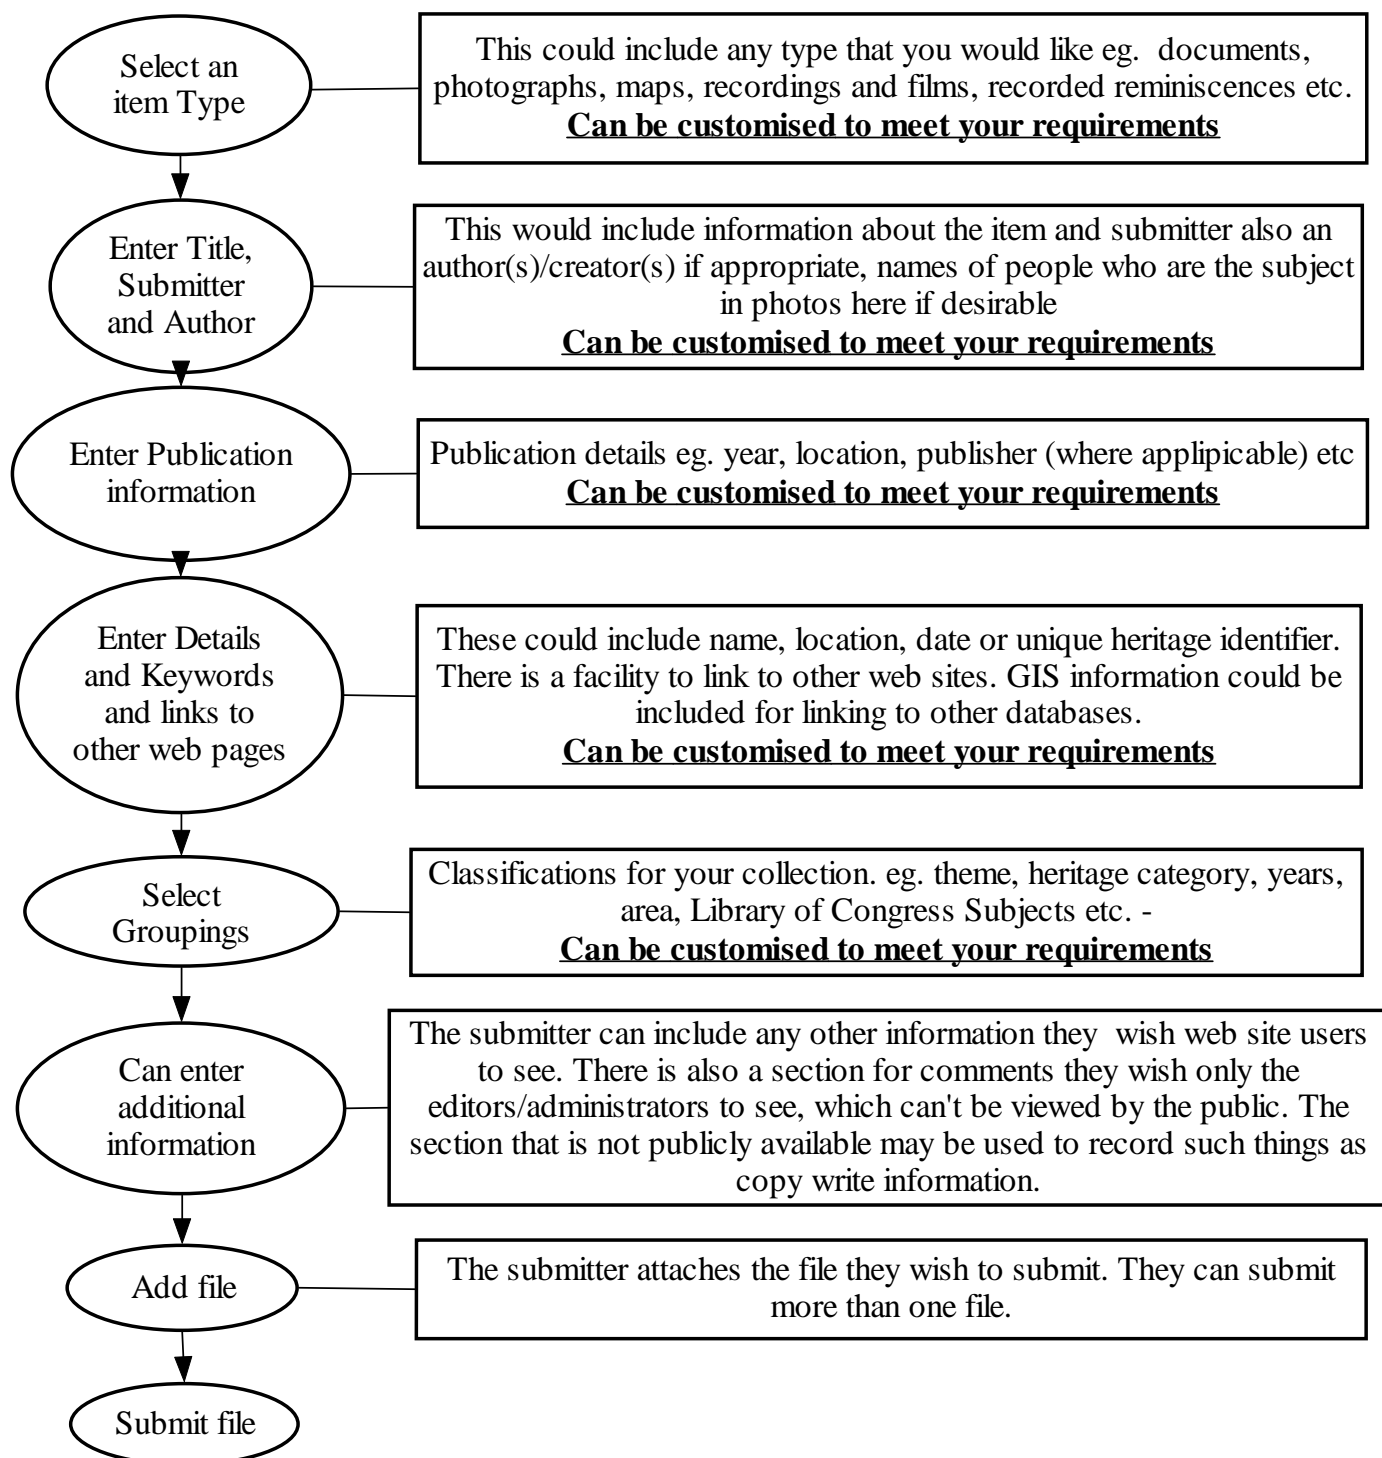 Select an
item Type
This could include any type that you would like eg.  documents,
photographs, maps, recordings and films, recorded reminiscences etc.
Can be customised to meet your requirements
Enter Title,
Submitter
and Author
This would include information about the item and submitter also an
author(s)/creator(s) if appropriate, names of people who are the subject
in photos here if desirable
Can be customised to meet your requirements
Enter Publication
information
Publication details eg. year, location, publisher (where applipicable) etc
Can be customised to meet your requirements
Enter Details
and Keywords
and links to
other web pages
These could include name, location, date or unique heritage identifier.
There is a facility to link to other web sites. GIS information could be
included for linking to other databases.
Can be customised to meet your requirements
Select
Groupings
Classifications for your collection. eg. theme, heritage category, years,
area, Library of Congress Subjects etc. -
Can be customised to meet your requirements
Can enter
additional
information
The submitter can include any other information they  wish web site users
to see. There is also a section for comments they wish only the
editors/administrators to see, which can't be viewed by the public. The
section that is not publicly available may be used to record such things as
copy write information.
Add file
The submitter attaches the file they wish to submit. They can submit
more than one file.
Submit file